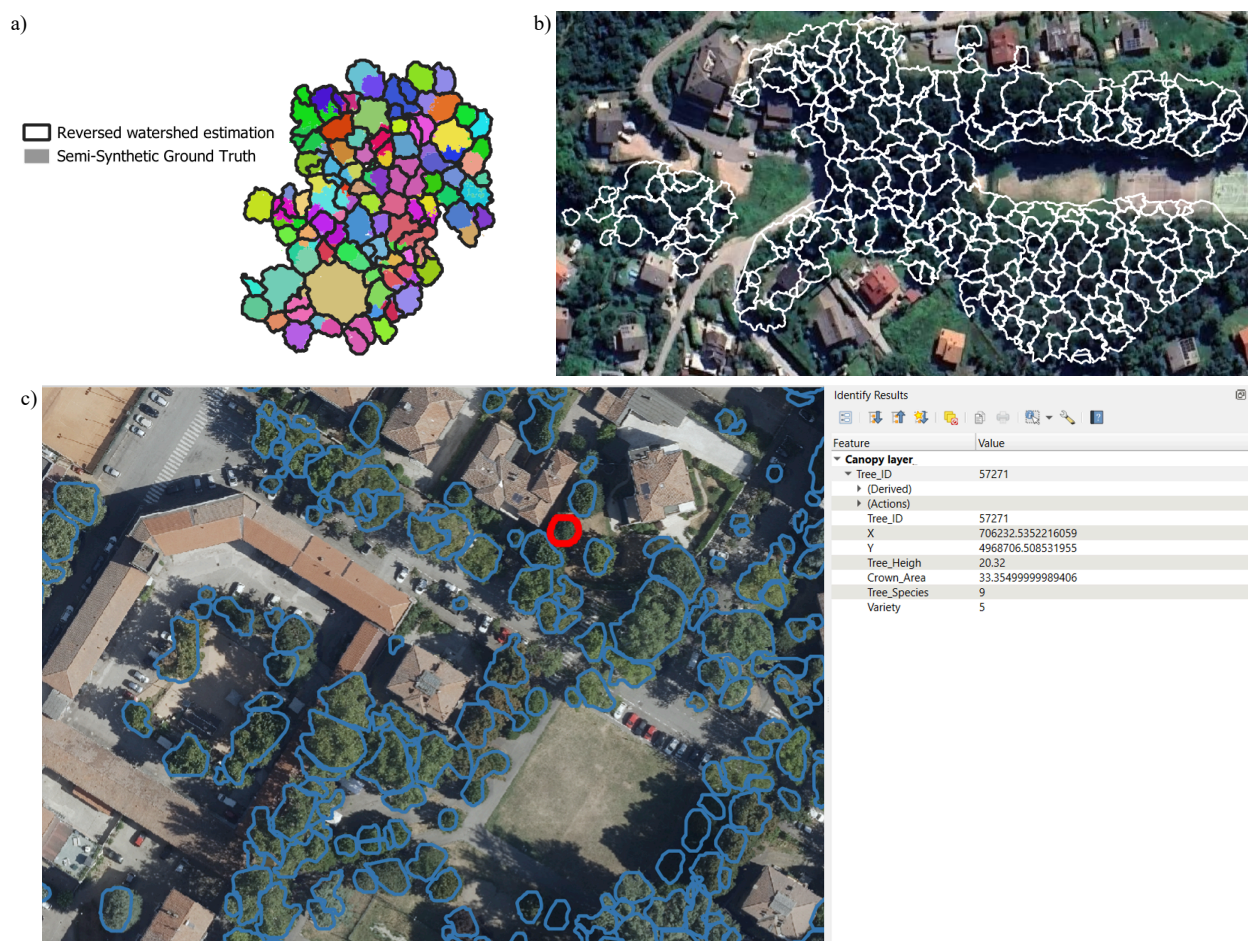 a)
Reversed watershed estimation
Semi-Synthetic Ground Truth
b)
c)
Identify Results
Feature Value
Canopy layer
Tree_ID 57271
(Derived)
(Actions)
Tree_ID 57271
X 706232.5352216059
Y 4968706.508531955
Tree_Heigh 20.32
Crown_Area 33.35499999989406
Tree_Species 9
Variety 5